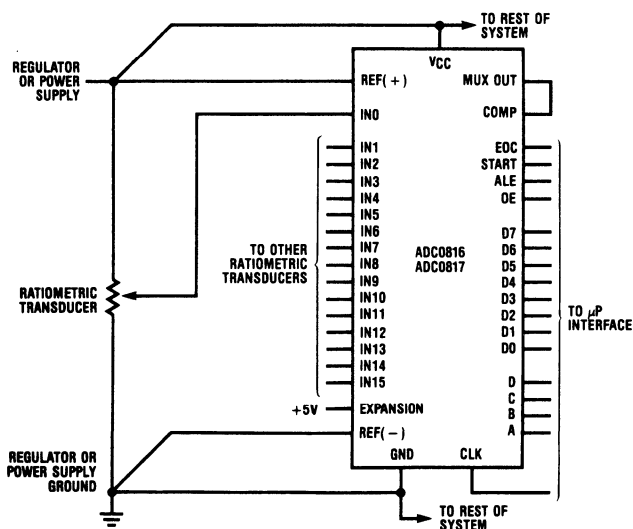 TO REST OF
SYSTEM
REGULATOR
OR POWER
SUPPLY
VCC
REF(+)
MUX OUT
IN0
COMP
IN1
IN2
IN3
IN4
IN5
IN6
IN7
IN8
IN9
IN10
IN11
IN12
IN13
IN14
IN15
EXPANSION
REF(-)
GND
CLK
EOC
START
ALE
OE
D7
D6
D5
D4
D3
D2
D1
D0
D
C
B
A
ADC0816
ADC0817
TO OTHER
RATIOMETRIC
TRANSDUCERS
TO µP
INTERFACE
RATIOMETRIC
TRANSDUCER
+5V
REGULATOR OR
POWER SUPPLY
GROUND
TO REST OF
SYSTEM